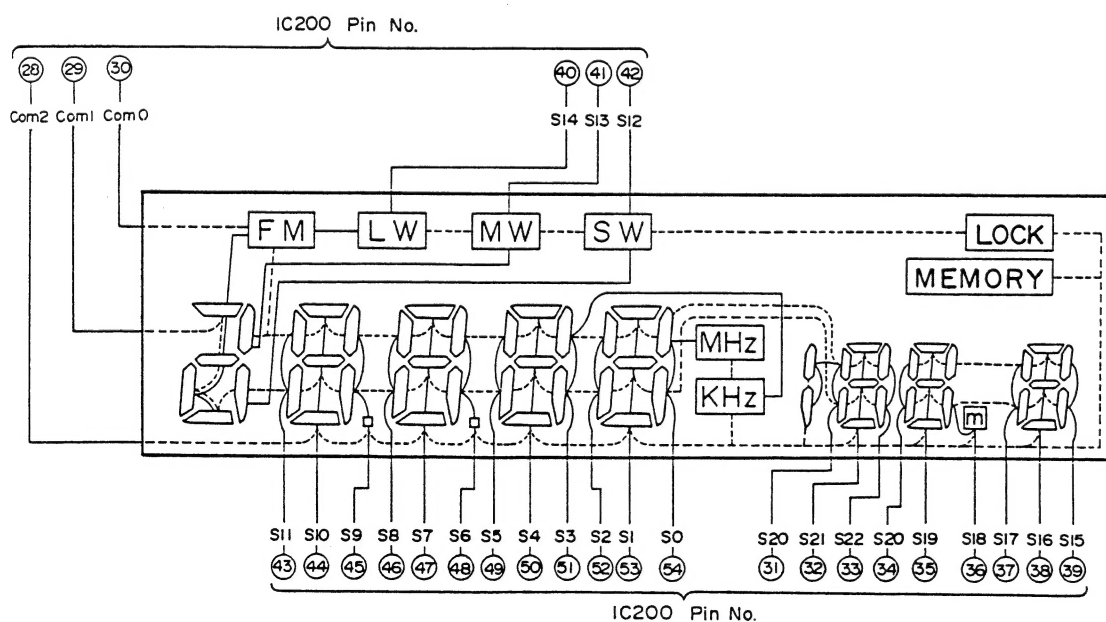 IC200 Pin No.
28 29 30 40 41 42
Com2 Com1 Com0 S14 S13 S12
FM LW MW SW LOCK
MEMORY
MHz
KHz
m
S11 S10 S9 S8 S7 S6 S5 S4 S3 S2 S1 S0 S20 S21 S22 S20 S19 S18 S17 S16 S15
43 44 45 46 47 48 49 50 51 52 53 54 31 32 33 34 35 36 37 38 39
IC200 Pin No.